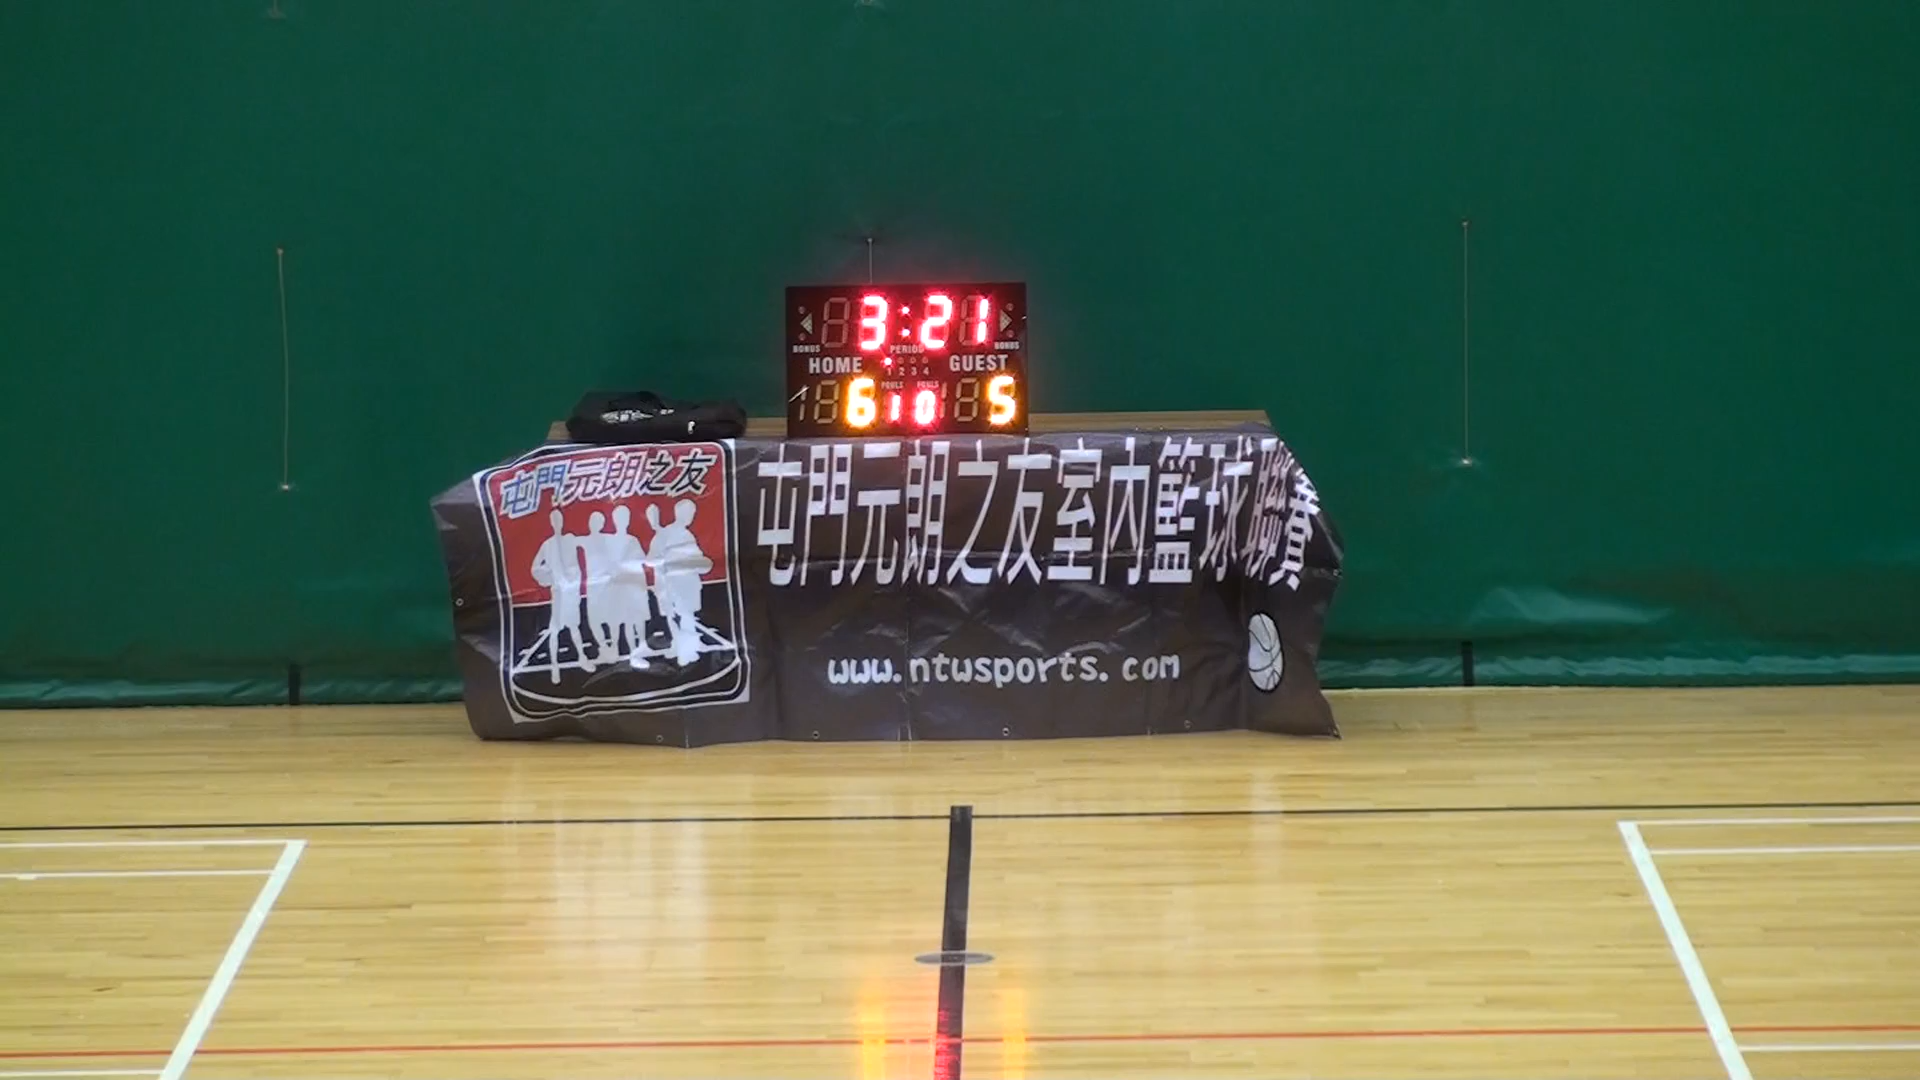 3:21
BONUS PERIOD BONUS
HOME GUEST
1 2 3 4
FOULS FOULS
6 1 0 5
屯門元朗之友
屯門元朗之友室內籃球聯賽
www.ntwsports.com